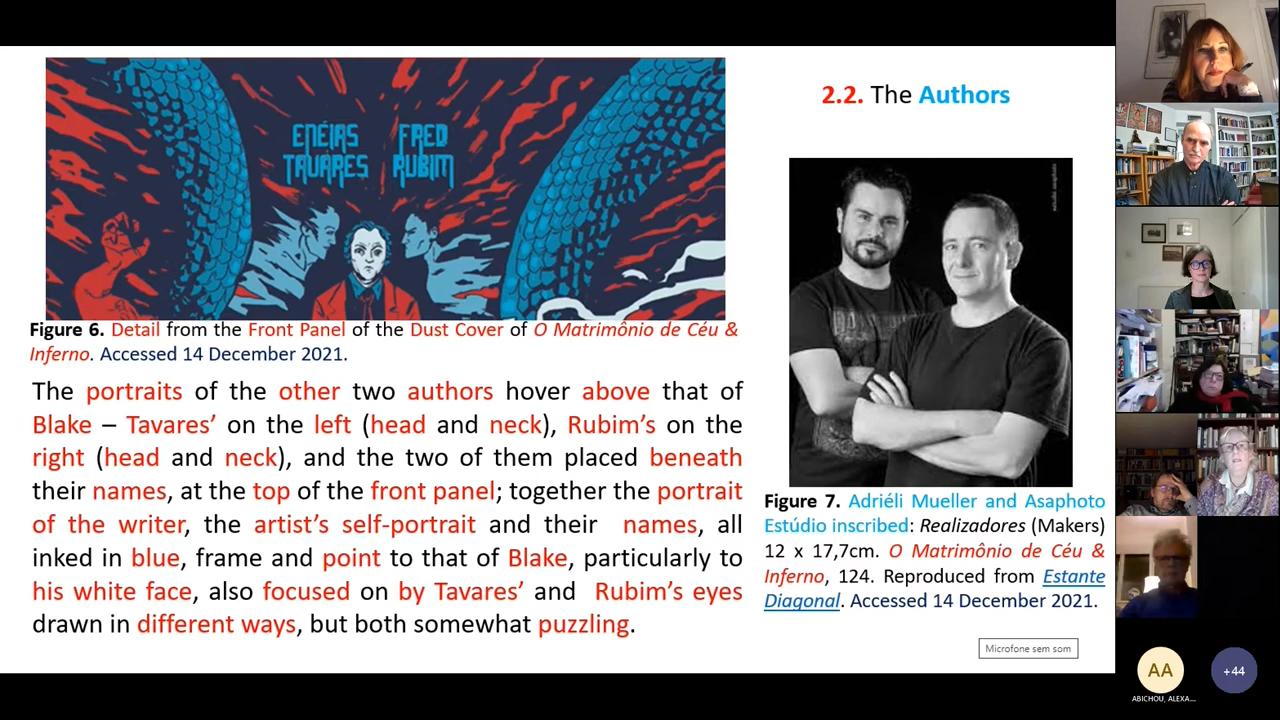 ENÉIAS TAVARES
FRED RUBIM
Figure 6. Detail from the Front Panel of the Dust Cover of O Matrimônio de Céu &
Inferno. Accessed 14 December 2021.
The portraits of the other two authors hover above that of
Blake – Tavares’ on the left (head and neck), Rubim’s on the
right (head and neck), and the two of them placed beneath
their names, at the top of the front panel; together the portrait
of the writer, the artist’s self-portrait and their names, all
inked in blue, frame and point to that of Blake, particularly to
his white face, also focused on by Tavares’ and Rubim’s eyes
drawn in different ways, but both somewhat puzzling.
2.2. The Authors
Figure 7. Adriéli Mueller and Asaphoto
Estúdio inscribed: Realizadores (Makers)
12 x 17,7cm. O Matrimônio de Céu &
Inferno, 124. Reproduced from Estante
Diagonal. Accessed 14 December 2021.
Microfone sem som
AA
ABICHOU, ALEXA...
+44